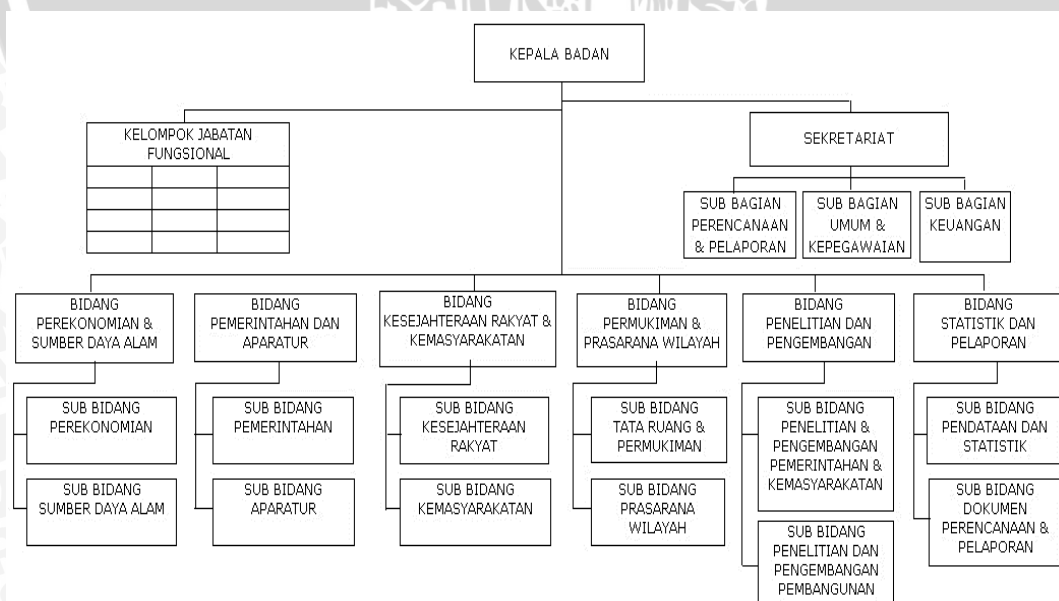 KEPALA BADAN
KELOMPOK JABATAN
FUNGSIONAL
SEKRETARIAT
SUB BAGIAN
PERENCANAAN
& PELAPORAN
SUB BAGIAN
UMUM &
KEPEGAWAIAN
SUB BAGIAN
KEUANGAN
BIDANG
PEREKONOMIAN &
SUMBER DAYA ALAM
BIDANG
PEMERINTAHAN DAN
APARATUR
BIDANG
KESEJAHTERAAN RAKYAT &
KEMASYARAKATAN
BIDANG
PERMUKIMAN &
PRASARANA WILAYAH
BIDANG
PENELITIAN DAN
PENGEMBANGAN
BIDANG
STATISTIK DAN
PELAPORAN
SUB BIDANG
PEREKONOMIAN
SUB BIDANG
PEMERINTAHAN
SUB BIDANG
KESEJAHTERAAN
RAKYAT
SUB BIDANG
TATA RUANG &
PERMUKIMAN
SUB BIDANG
PENELITIAN &
PENGEMBANGAN
PEMERINTAHAN &
KEMASYARAKATAN
SUB BIDANG
PENDATAAN DAN
STATISTIK
SUB BIDANG
SUMBER DAYA ALAM
SUB BIDANG
APARATUR
SUB BIDANG
KEMASYARAKATAN
SUB BIDANG
PRASARANA
WILAYAH
SUB BIDANG
PENELITIAN DAN
PENGEMBANGAN
PEMBANGUNAN
SUB BIDANG
DOKUMEN
PERENCANAAN &
PELAPORAN